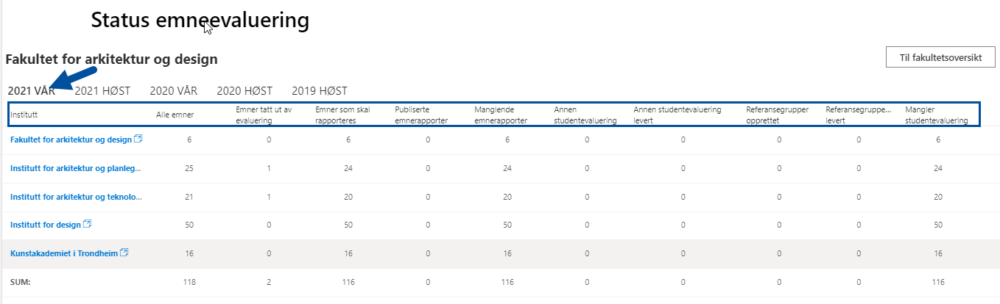 Status emneevaluering
Fakultet for arkitektur og design
Til fakultetsoversikt
2021 VÅR 2021 HØST 2020 VÅR 2020 HØST 2019 HØST
Institutt Alle emner Emner tatt ut av evaluering Emner som skal rapporteres Publiserte emnerapporter Manglende emnerapporter Annen studentevaluering Annen studentevaluering levert Referansegrupper opprettet Referansegruppe... levert Mangler studentevaluering
Fakultet for arkitektur og design 6 0 6 0 6 0 0 0 0 6
Institutt for arkitektur og planleg... 25 1 24 0 24 0 0 0 0 24
Institutt for arkitektur og teknolo... 21 1 20 0 20 0 0 0 0 20
Institutt for design 50 0 50 0 50 0 0 0 0 50
Kunstakademiet i Trondheim 16 0 16 0 16 0 0 0 0 16
SUM: 118 2 116 0 116 0 0 0 0 116